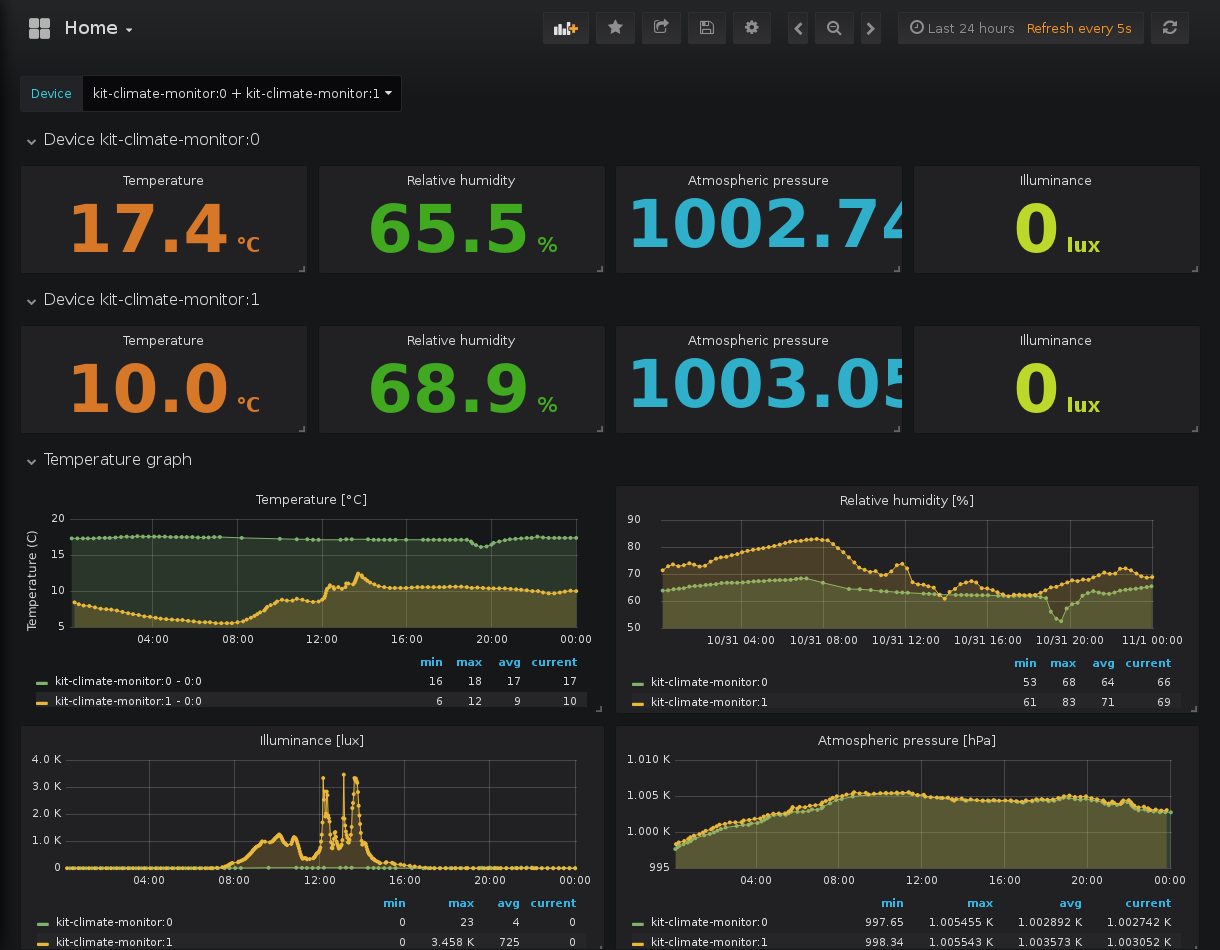 Home
Last 24 hours Refresh every 5s
Device kit-climate-monitor:0 + kit-climate-monitor:1
Device kit-climate-monitor:0
Temperature Relative humidity Atmospheric pressure Illuminance
17.4 °C 65.5 % 1002.74 0 lux
Device kit-climate-monitor:1
Temperature Relative humidity Atmospheric pressure Illuminance
10.0 °C 68.9 % 1003.05 0 lux
Temperature graph
Temperature [°C]
Temperature (C)
20
15
10
5
04:00 08:00 12:00 16:00 20:00 00:00
min max avg current
kit-climate-monitor:0 - 0:0 16 18 17 17
kit-climate-monitor:1 - 0:0 6 12 9 10
Relative humidity [%]
90
80
70
60
50
10/31 04:00 10/31 08:00 10/31 12:00 10/31 16:00 10/31 20:00 11/1 00:00
min max avg current
kit-climate-monitor:0 53 68 64 66
kit-climate-monitor:1 61 83 71 69
Illuminance [lux]
4.0 K
3.0 K
2.0 K
1.0 K
0
04:00 08:00 12:00 16:00 20:00 00:00
min max avg current
kit-climate-monitor:0 0 23 4 0
kit-climate-monitor:1 0 3.458 K 725 0
Atmospheric pressure [hPa]
1.010 K
1.005 K
1.000 K
995
04:00 08:00 12:00 16:00 20:00 00:00
min max avg current
kit-climate-monitor:0 997.65 1.005455 K 1.002892 K 1.002742 K
kit-climate-monitor:1 998.34 1.005543 K 1.003573 K 1.003052 K